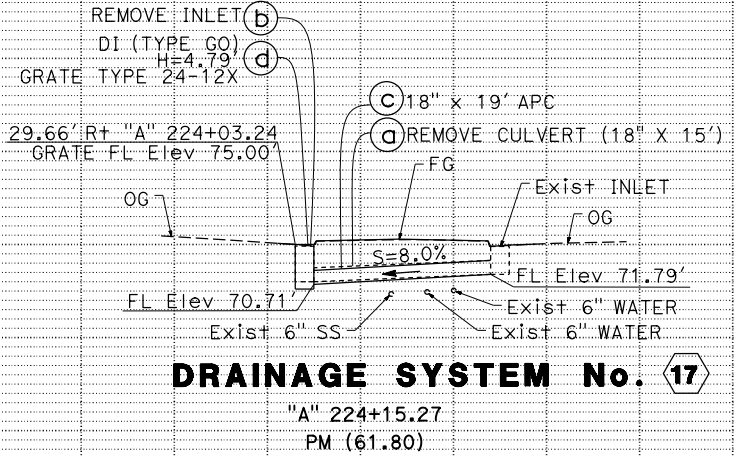 REMOVE INLET b
DI (TYPE GO)
H=4.79' d
GRATE TYPE 24-12X
c 18" x 19' APC
29.66' Rt "A" 224+03.24
a REMOVE CULVERT (18" X 15')
GRATE FL Elev 75.00'
FG
Exist INLET
OG
OG
S=8.0%
FL Elev 71.79'
FL Elev 70.71'
Exist 6" WATER
Exist 6" SS
Exist 6" WATER
DRAINAGE SYSTEM No. 17
"A" 224+15.27
PM (61.80)